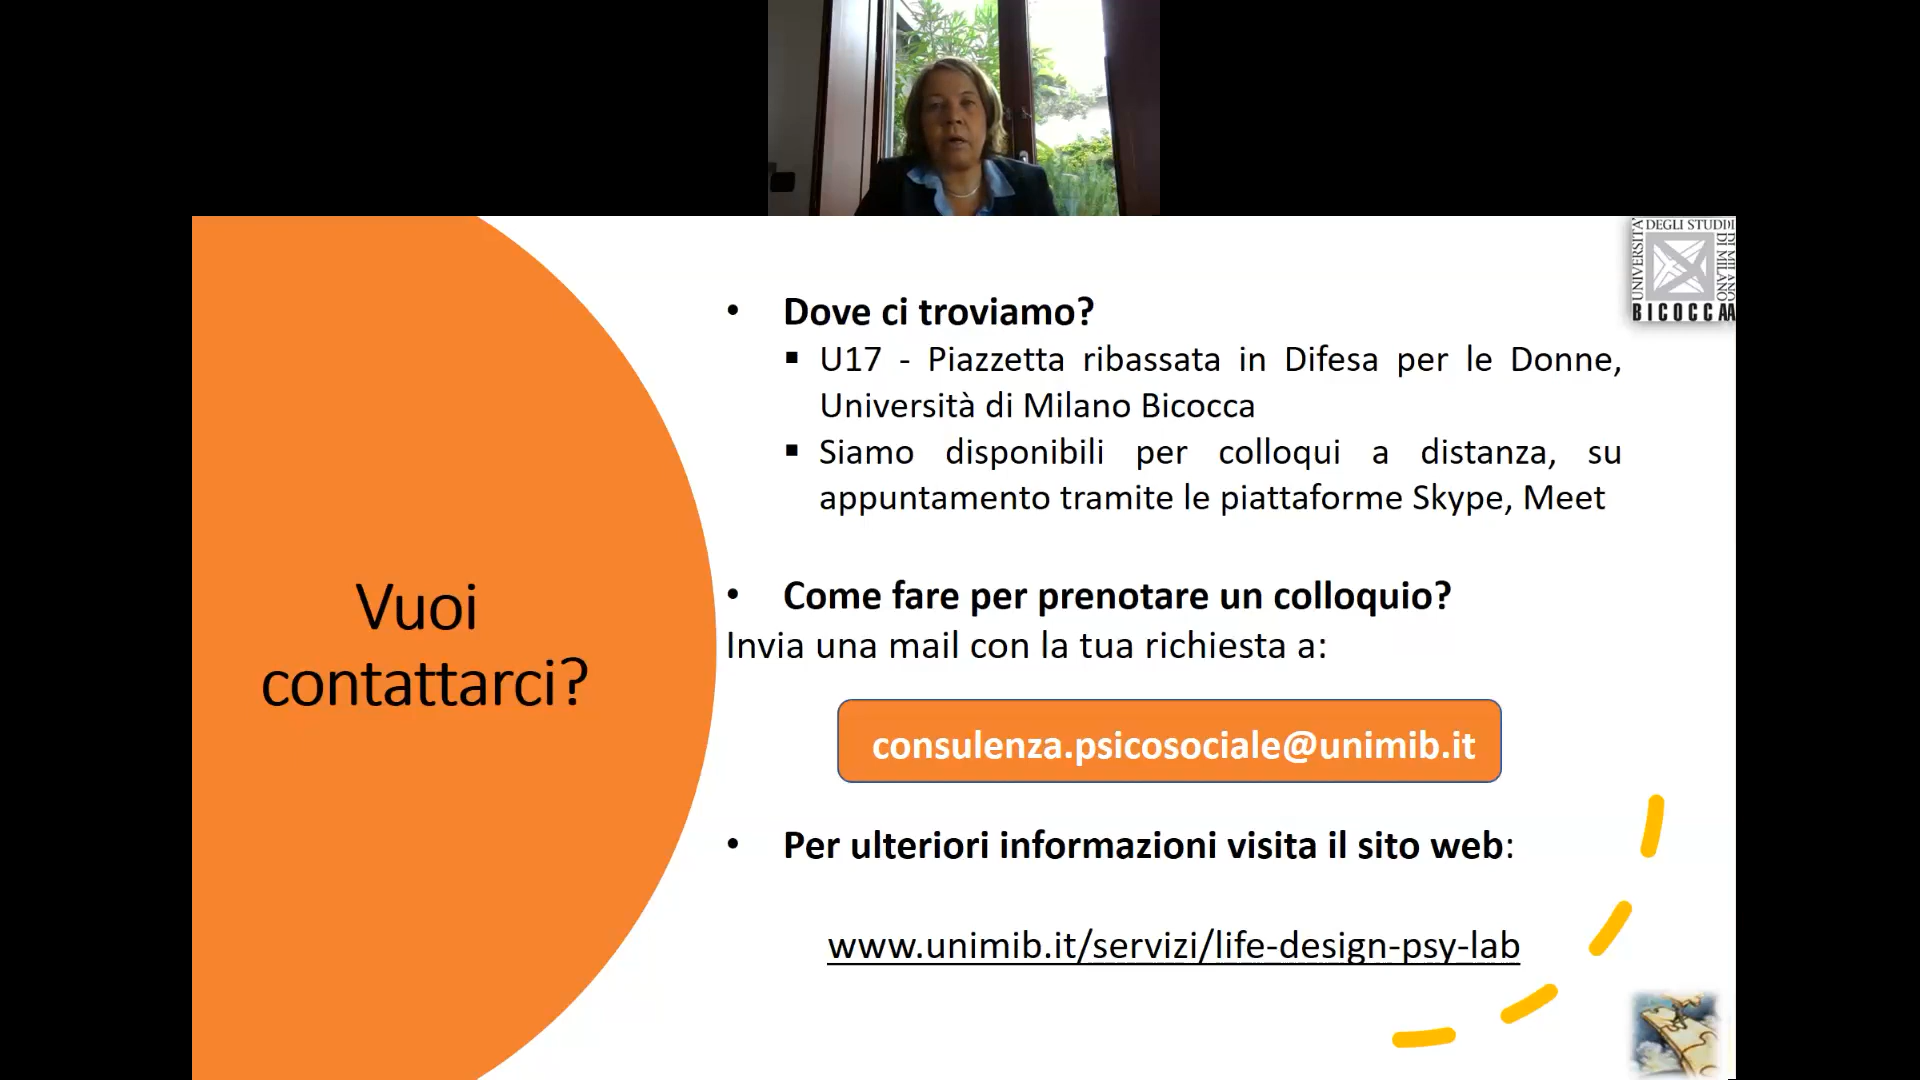 UNIVERSITÀ
DEGLI STUDI
DI MILANO
BICOCCA
Dove ci troviamo?
U17 - Piazzetta ribassata in Difesa per le Donne,
Università di Milano Bicocca
Siamo disponibili per colloqui a distanza, su
appuntamento tramite le piattaforme Skype, Meet
Vuoi
contattarci?
Come fare per prenotare un colloquio?
Invia una mail con la tua richiesta a:
consulenza.psicosociale@unimib.it
Per ulteriori informazioni visita il sito web:
www.unimib.it/servizi/life-design-psy-lab